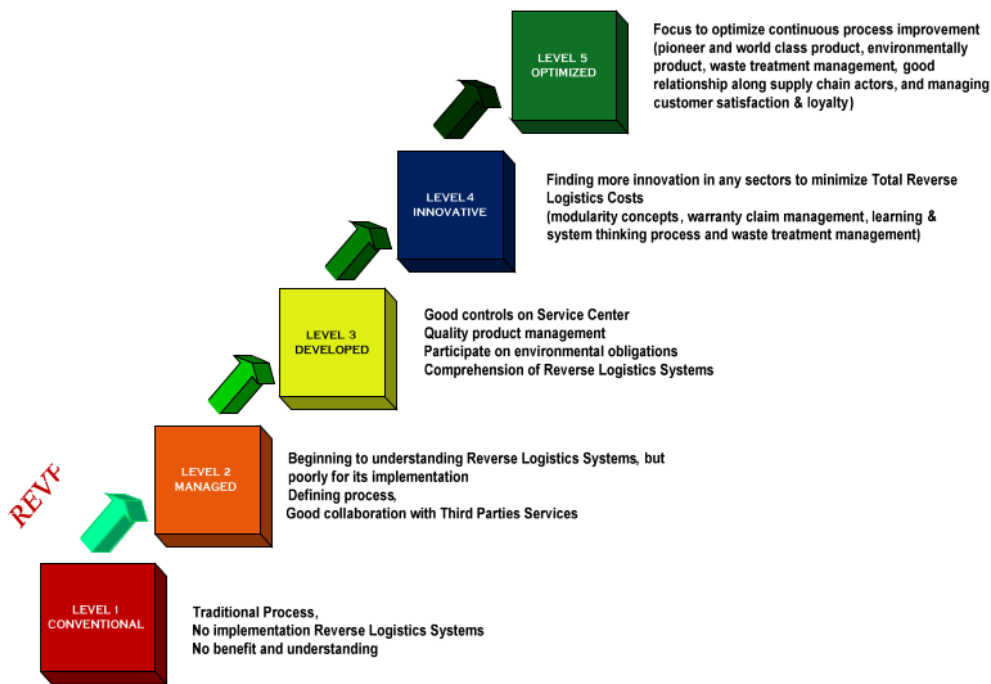 LEVEL 5
OPTIMIZED
Focus to optimize continuous process improvement
(pioneer and world class product, environmentally
product, waste treatment management, good
relationship along supply chain actors, and managing
customer satisfaction & loyalty)
LEVEL 4
INNOVATIVE
Finding more innovation in any sectors to minimize Total Reverse
Logistics Costs
(modularity concepts, warranty claim management, learning &
system thinking process and waste treatment management)
LEVEL 3
DEVELOPED
Good controls on Service Center
Quality product management
Participate on environmental obligations
Comprehension of Reverse Logistics Systems
LEVEL 2
MANAGED
Beginning to understanding Reverse Logistics Systems, but
poorly for its implementation
Defining process,
Good collaboration with Third Parties Services
LEVEL 1
CONVENTIONAL
Traditional Process,
No implementation Reverse Logistics Systems
No benefit and understanding